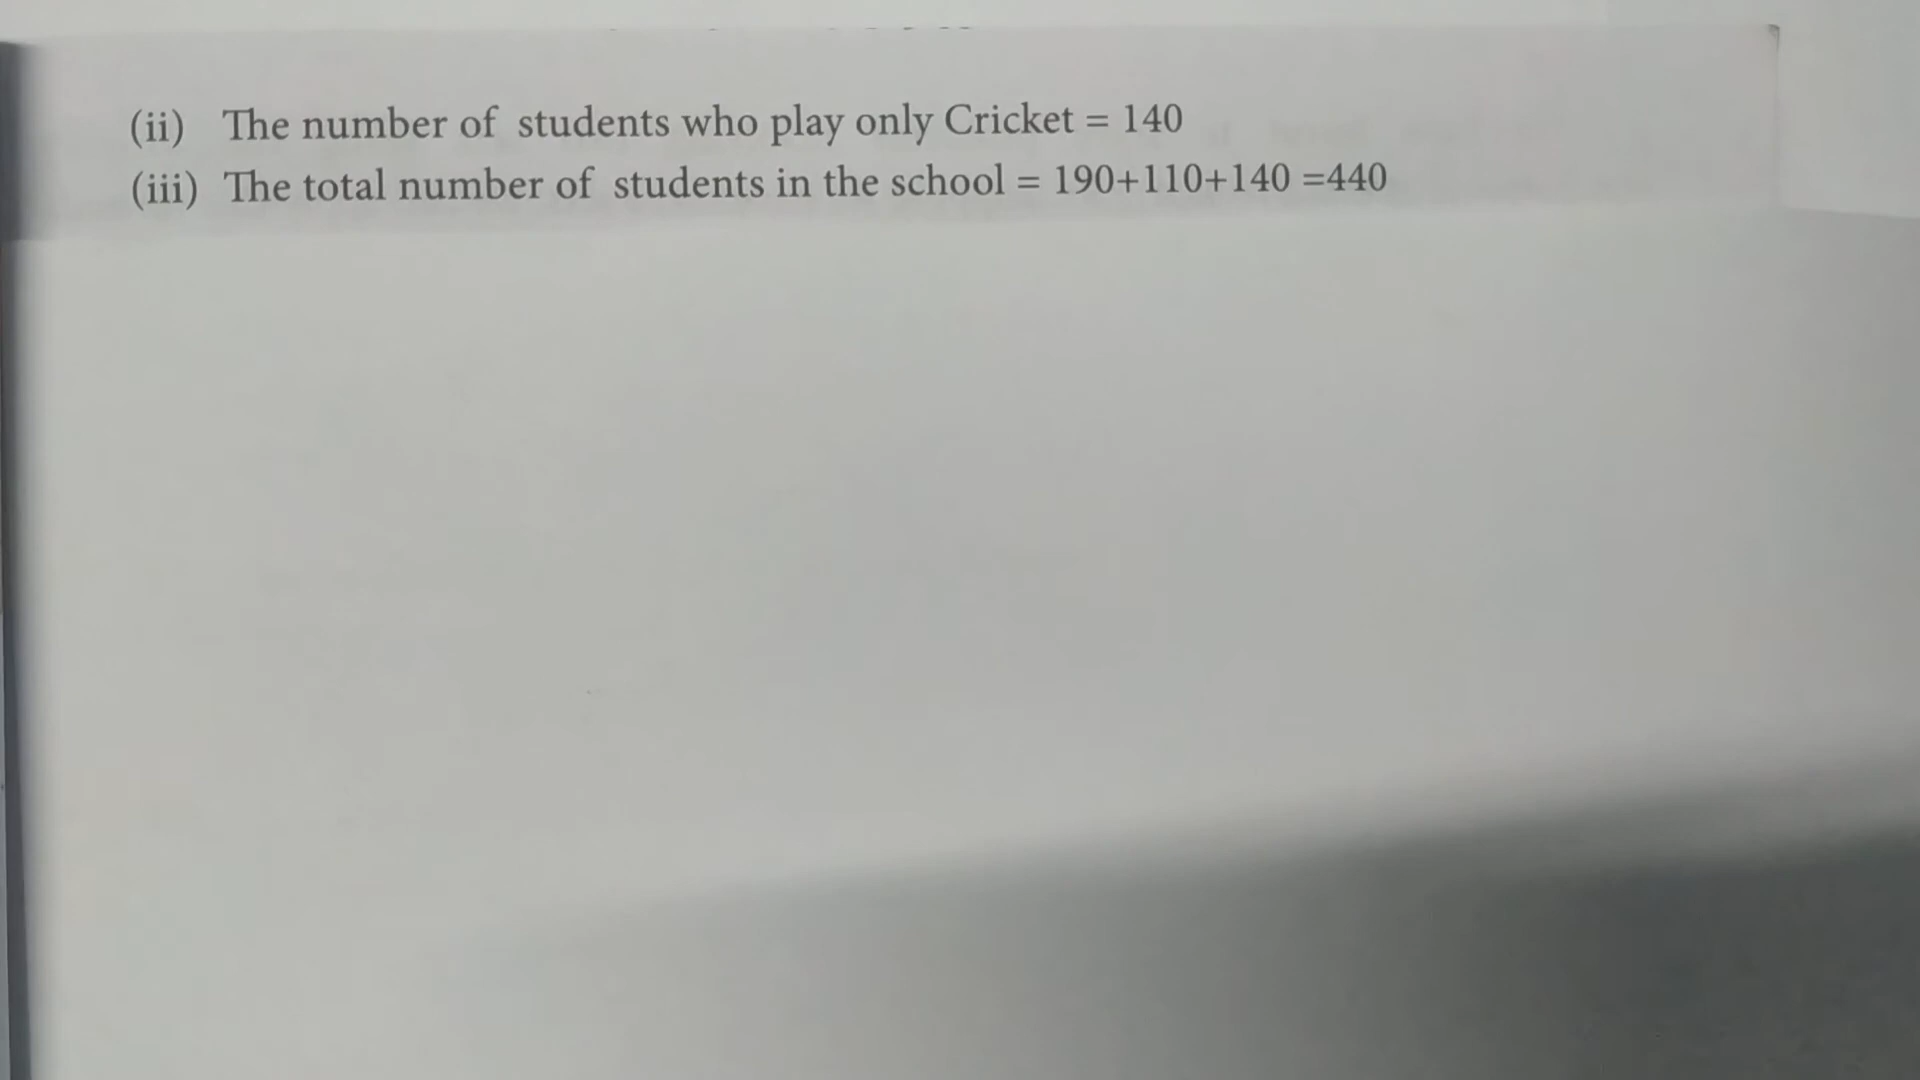 (ii) The number of students who play only Cricket = 140
(iii) The total number of students in the school = 190+110+140 =440